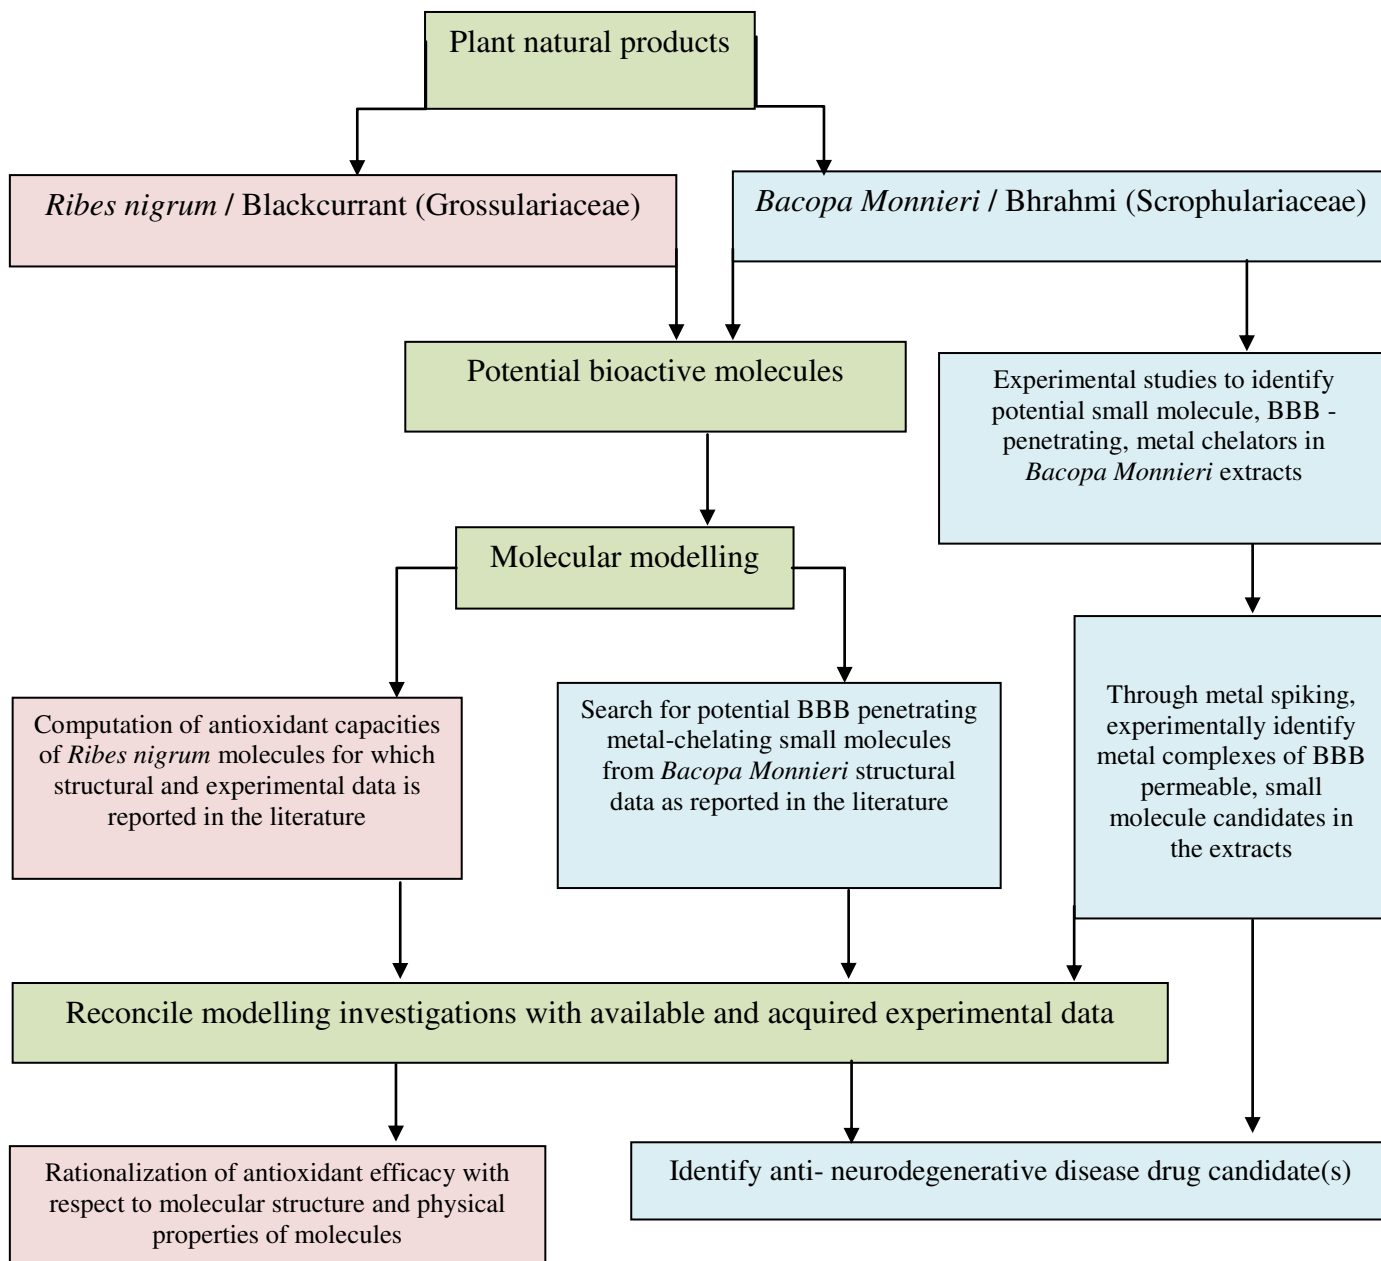 Plant natural products
Ribes nigrum / Blackcurrant (Grossulariaceae)
Bacopa Monnieri / Bhrahmi (Scrophulariaceae)
Potential bioactive molecules
Experimental studies to identify
potential small molecule, BBB -
penetrating, metal chelators in
Bacopa Monnieri extracts
Molecular modelling
Computation of antioxidant capacities
of Ribes nigrum molecules for which
structural and experimental data is
reported in the literature
Search for potential BBB penetrating
metal-chelating small molecules
from Bacopa Monnieri structural
data as reported in the literature
Through metal spiking,
experimentally identify
metal complexes of BBB
permeable, small
molecule candidates in
the extracts
Reconcile modelling investigations with available and acquired experimental data
Rationalization of antioxidant efficacy with
respect to molecular structure and physical
properties of molecules
Identify anti- neurodegenerative disease drug candidate(s)